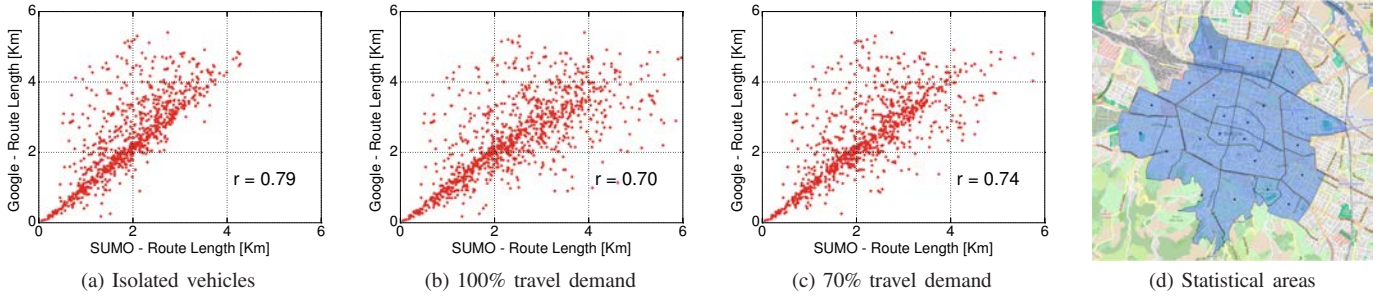 Google - Route Length [Km]
6
4
2
0
r = 0.79
0 2 4 6
SUMO - Route Length [Km]
(a) Isolated vehicles
Google - Route Length [Km]
6
4
2
0
r = 0.70
0 2 4 6
SUMO - Route Length [Km]
(b) 100% travel demand
Google - Route Length [Km]
6
4
2
0
r = 0.74
0 2 4 6
SUMO - Route Length [Km]
(c) 70% travel demand
(d) Statistical areas